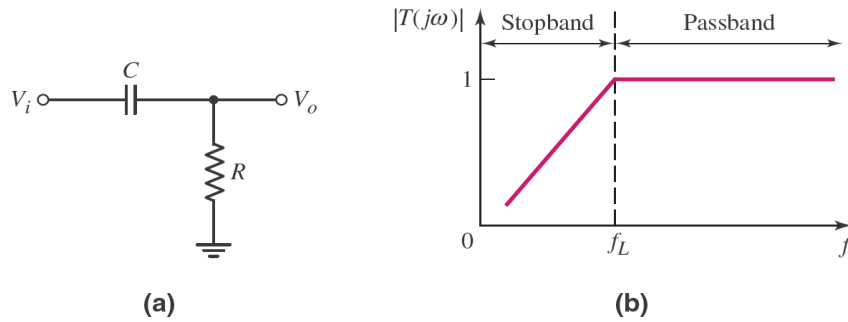 C
V_i
V_o
R
(a)
|T(jω)|
Stopband
Passband
1
0
f_L
f
(b)